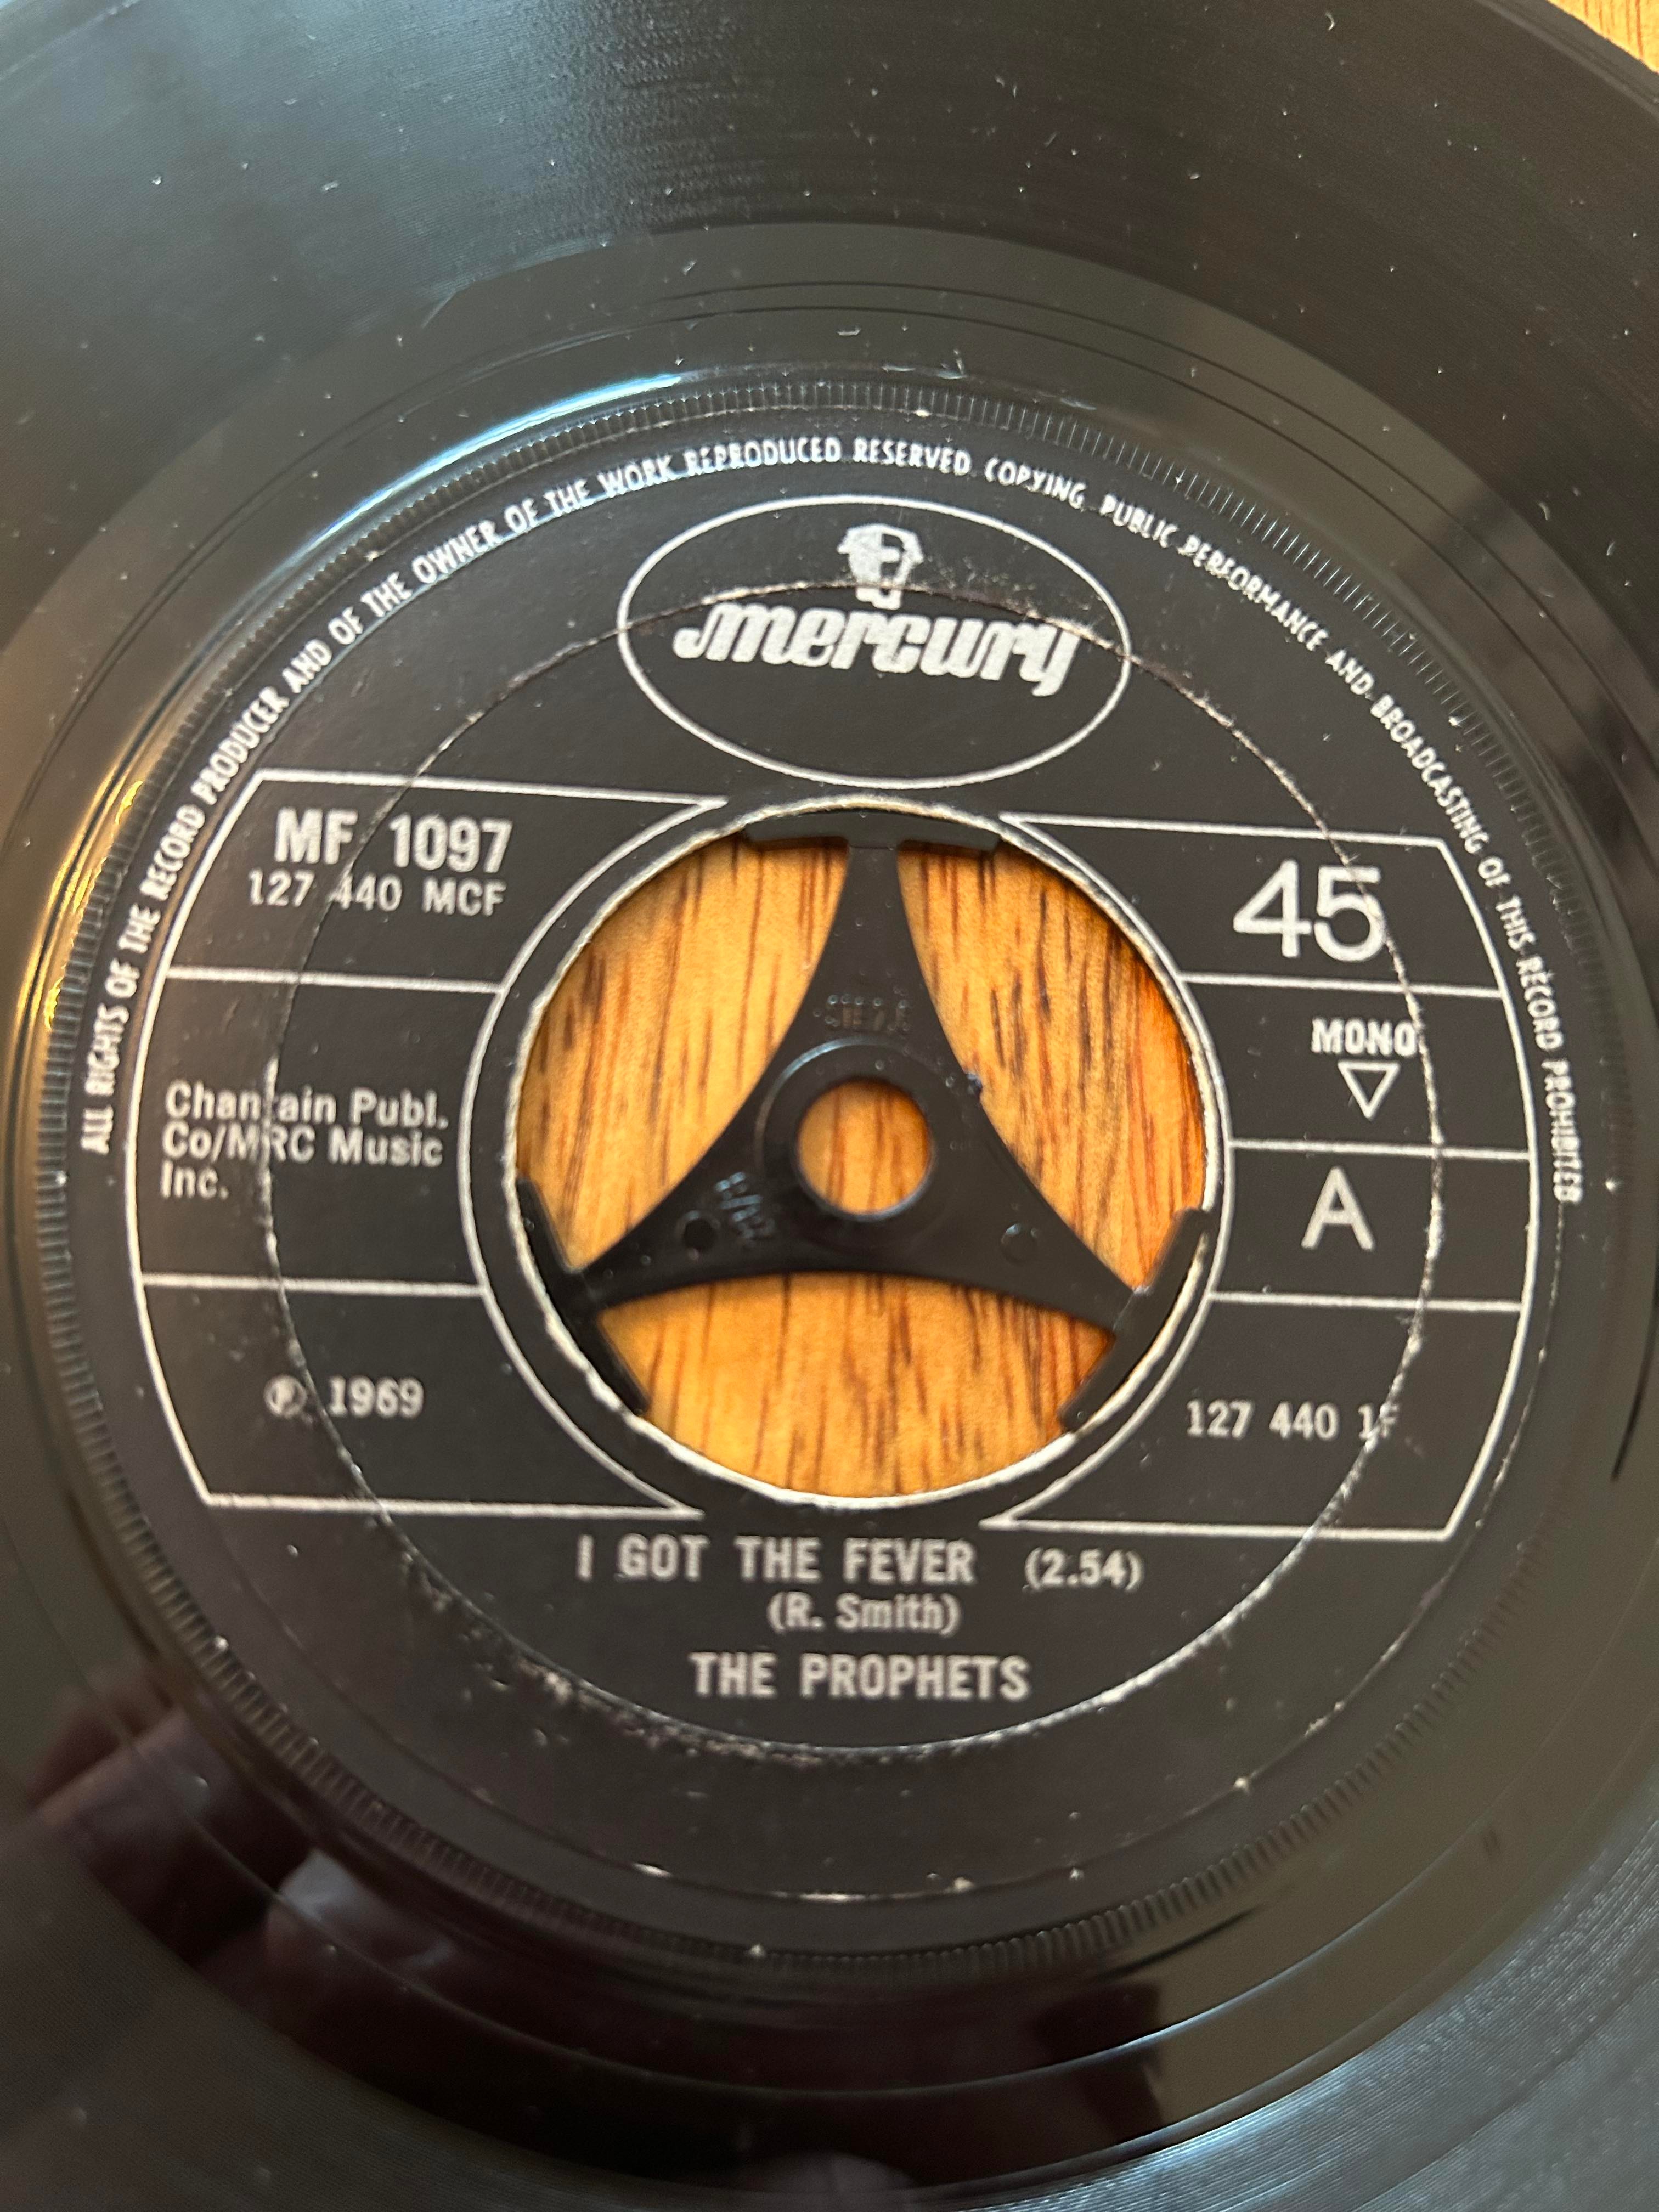 ALL RIGHTS OF THE RECORD PRODUCER AND OF THE OWNER OF THE WORK REPRODUCED RESERVED COPYING PUBLIC PERFORMANCE AND BROADCASTING OF THIS RECORD PROHIBITED
mercury
MF 1097
127 440 MCF
45
MONO
Chantain Publ.
Co/MRC Music
Inc.
A
℗ 1969
127 440 1F
I GOT THE FEVER (2.54)
(R. Smith)
THE PROPHETS